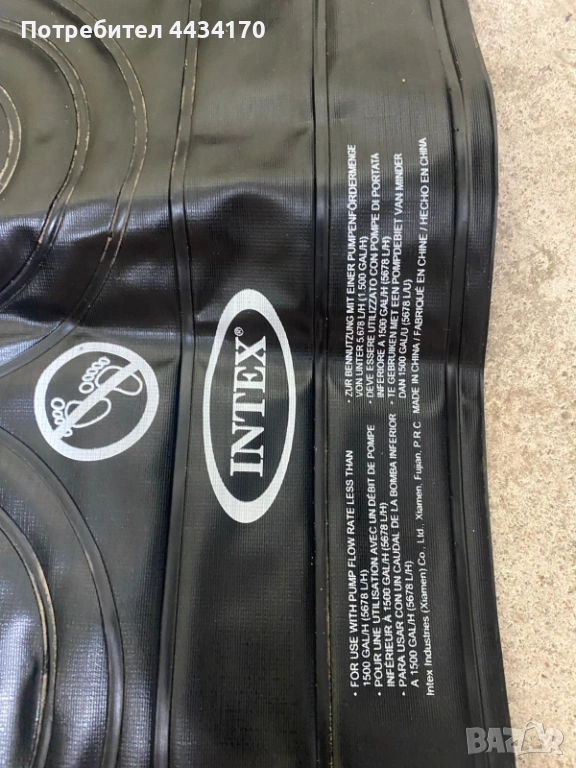 Потребител 4434170
INTEX®
• FOR USE WITH PUMP FLOW RATE LESS THAN
1500 GAL/H (5678 L/H)
• POUR UNE UTILISATION AVEC UN DÉBIT DE POMPE
INFÉRIEUR À 1500 GAL/H (5678 L/H)
• PARA USAR CON UN CAUDAL DE LA BOMBA INFERIOR
A 1500 GAL/H (5678 L/H)
Intex Industries (Xiamen) Co., Ltd., Xiamen, Fujian, P.R.C
• ZUR BENNUTZUNG MIT EINER PUMPENFÖRDERMENGE
VON UNTER 5.678 L/H (1.500 GAL/H)
• DEVE ESSERE UTILIZZATO CON POMPE DI PORTATA
INFERIORE A 1500 GAL/H (5678 L/H)
• TE GEBRUIKEN MET EEN POMPDEBIET VAN MINDER
DAN 1500 GAL/U (5678 L/U)
MADE IN CHINA / FABRIQUÉ EN CHINE / HECHO EN CHINA
BAZAR